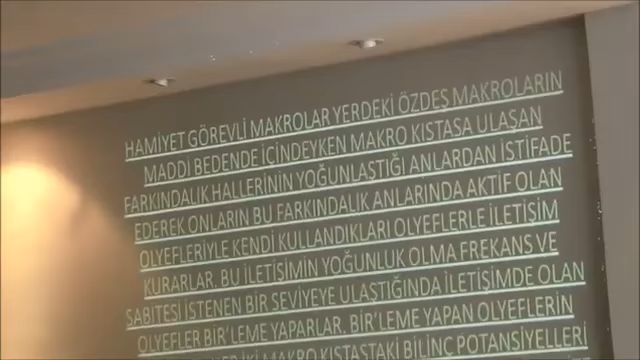 HAMİYET GÖREVLİ MAKROLAR YERDEKİ ÖZDEŞ MAKROLARIN
MADDİ BEDENDE İÇİNDEYKEN MAKRO KISTASA ULAŞAN
FARKINDALIK HALLERİNİN YOĞUNLAŞTIĞI ANLARDAN İSTİFADE
EDEREK ONLARIN BU FARKINDALIK ANLARINDA AKTİF OLAN
OLYEFLERİYLE KENDİ KULLANDIKLARI OLYEFLERLE İLETİŞİM
KURARLAR. BU İLETİŞİMİN YOĞUNLUK OLMA FREKANS VE
SABİTESİ İSTENEN BİR SEVİYEYE ULAŞTIĞINDA İLETİŞİMDE OLAN
OLYEFLER BİR'LEME YAPARLAR. BİR'LEME YAPAN OLYEFLERİN
İKİ MAKRO KISTASTAKİ BİLİNÇ POTANSİYELLERİ